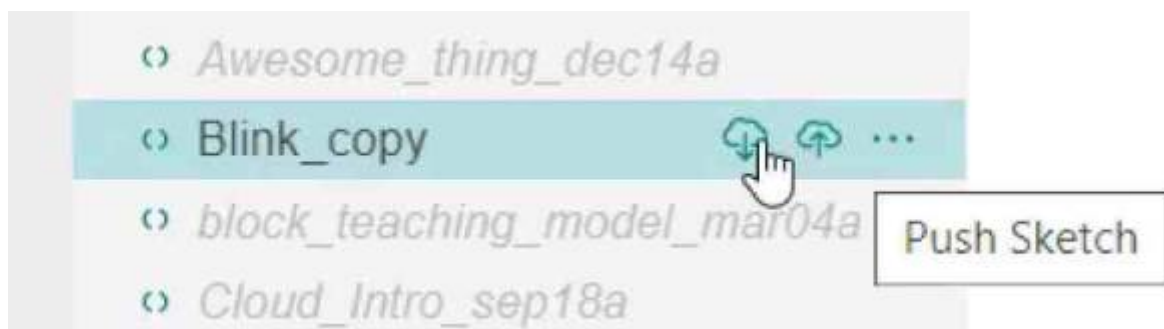 Awesome_thing_dec14a
Blink_copy
block_teaching_model_mar04a
Push Sketch
Cloud_Intro_sep18a